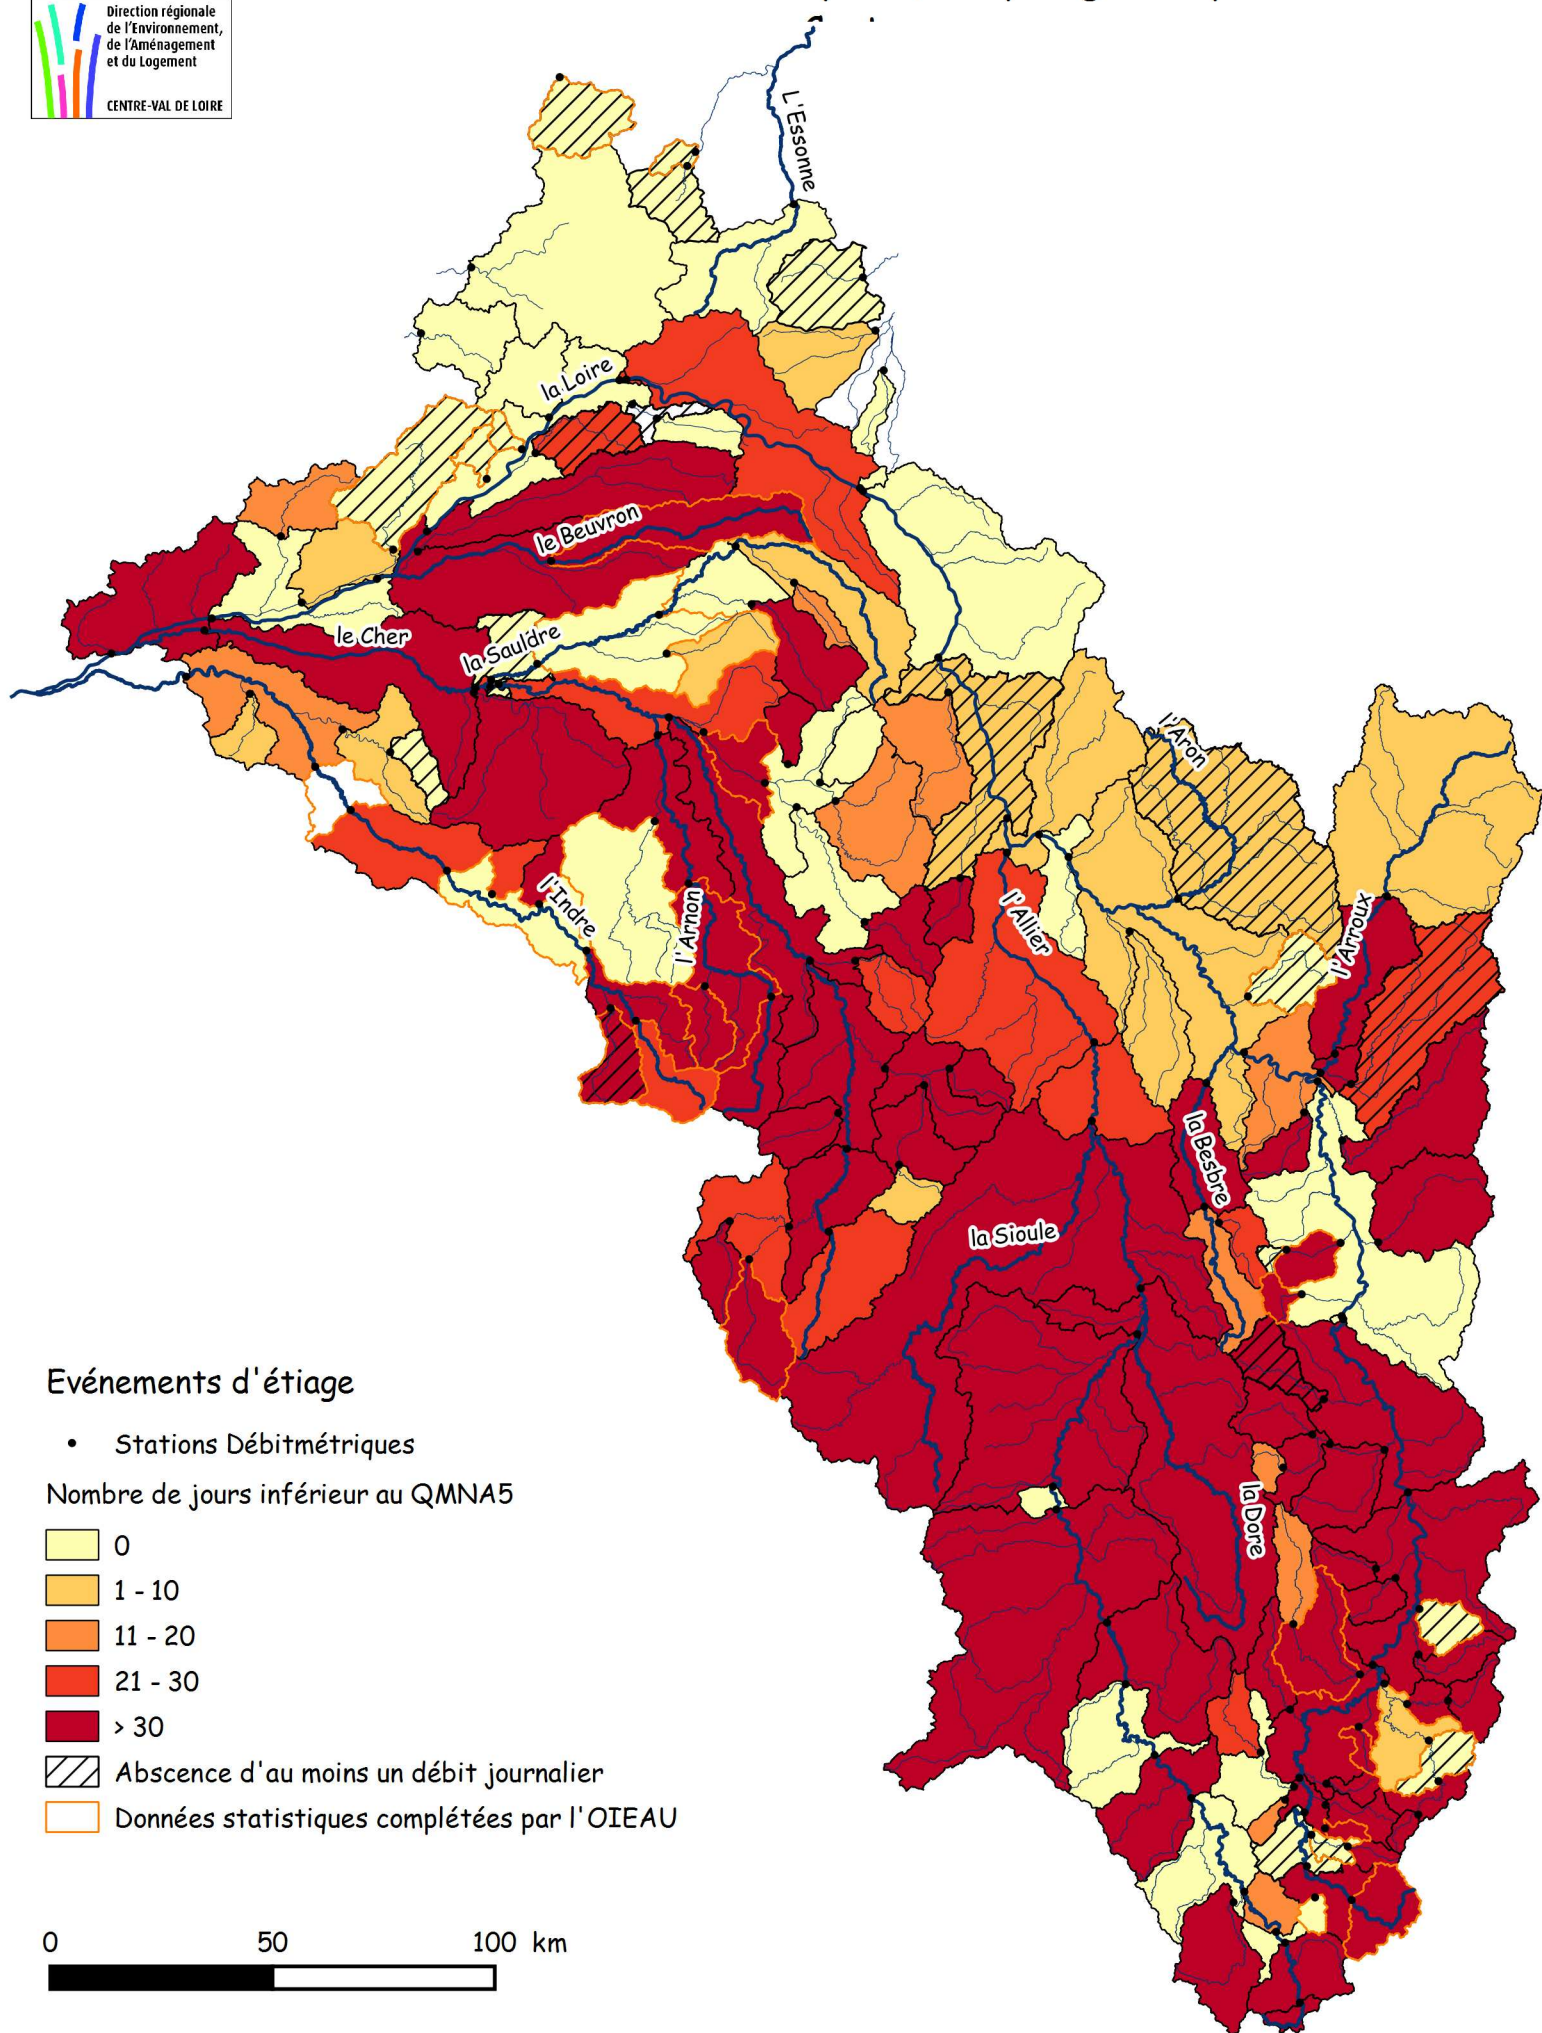 Direction régionale
de l'Environnement,
de l'Aménagement
et du Logement
CENTRE-VAL DE LOIRE
L'Essonne
la Loire
le Beuvron
le Cher
la Sauldre
l'Aron
l'Indre
l'Arnon
l'Allier
l'Arroux
la Besbre
la Sioule
la Dore
Evénements d'étiage
Stations Débitmétriques
Nombre de jours inférieur au QMNA5
0
1 - 10
11 - 20
21 - 30
> 30
Abscence d'au moins un débit journalier
Données statistiques complétées par l'OIEAU
0 50 100 km